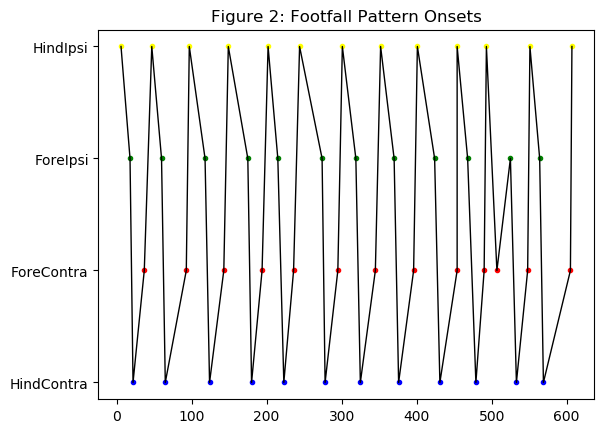 Figure 2: Footfall Pattern Onsets
HindIpsi
ForeIpsi
ForeContra
HindContra
0 100 200 300 400 500 600